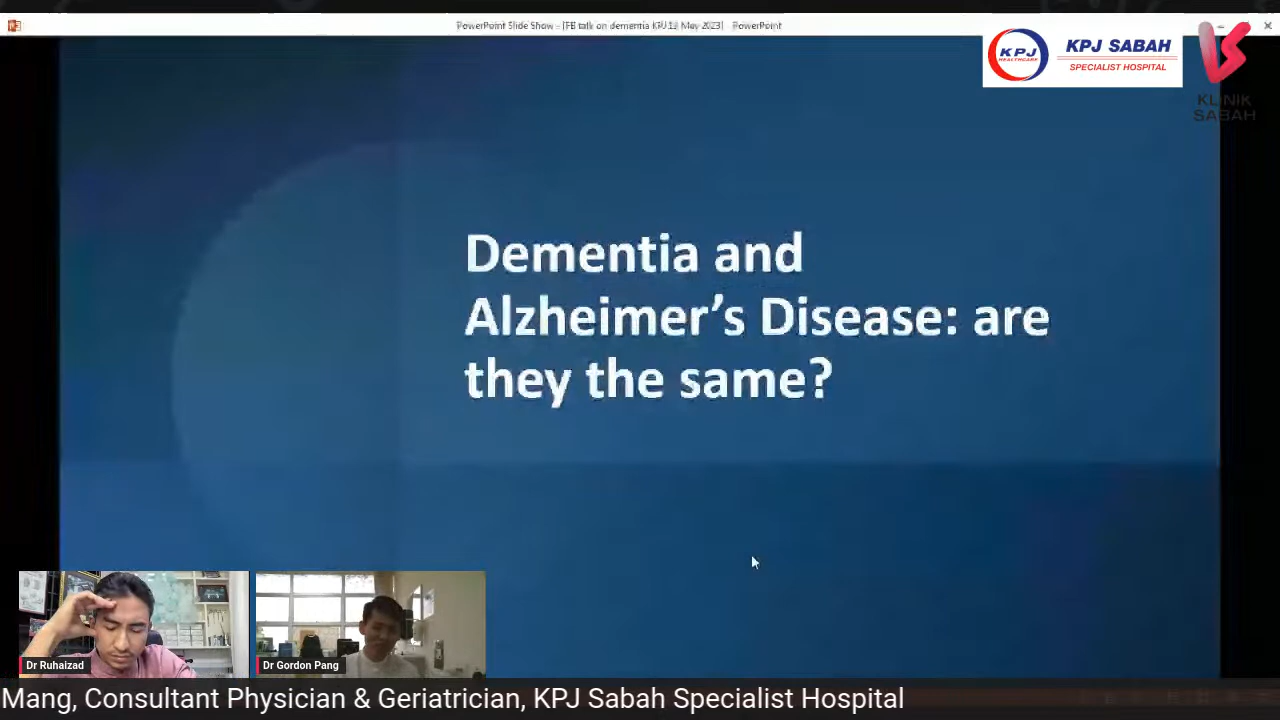 PowerPoint Slide Show - [FB talk on dementia KPJ 13 May 2023] - PowerPoint
KPJ
HEALTHCARE
KPJ SABAH
SPECIALIST HOSPITAL
KLINIK
SABAH
Dementia and
Alzheimer’s Disease: are
they the same?
Dr Ruhaizad
Dr Gordon Pang
Mang, Consultant Physician & Geriatrician, KPJ Sabah Specialist Hospital